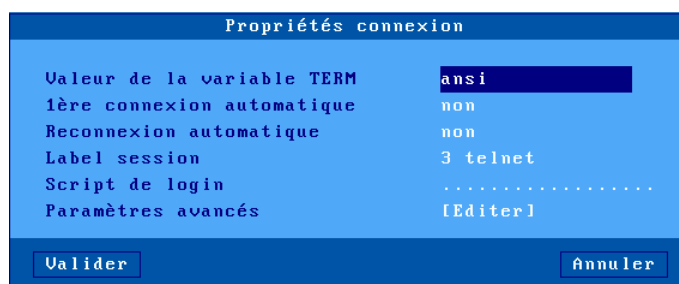 Propriétés connexion
Valeur de la variable TERM ansi
1ère connexion automatique non
Reconnexion automatique non
Label session 3 telnet
Script de login ..................
Paramètres avancés [Editer]
Valider Annuler